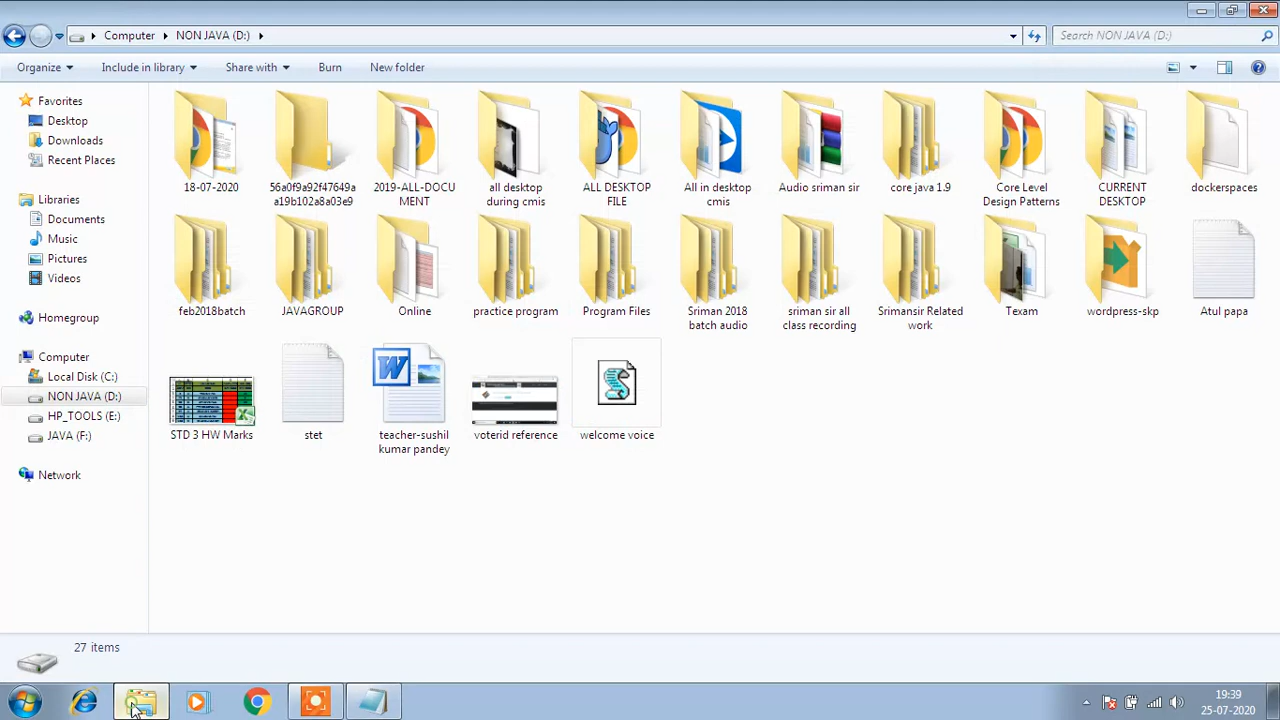 Computer
NON JAVA (D:)
Search NON JAVA (D:)
Organize
Include in library
Share with
Burn
New folder
Favorites
Desktop
Downloads
Recent Places
Libraries
Documents
Music
Pictures
Videos
Homegroup
Computer
Local Disk (C:)
NON JAVA (D:)
HP_TOOLS (E:)
JAVA (F:)
Network
18-07-2020
56a0f9a92f47649a
a19b102a8a03e9
2019-ALL-DOCU
MENT
all desktop
during cmis
ALL DESKTOP
FILE
All in desktop
cmis
Audio sriman sir
core java 1.9
Core Level
Design Patterns
CURRENT
DESKTOP
dockerspaces
feb2018batch
JAVAGROUP
Online
practice program
Program Files
Sriman 2018
batch audio
sriman sir all
class recording
Srimansir Related
work
Texam
wordpress-skp
Atul papa
STD 3 HW Marks
stet
teacher-sushil
kumar pandey
voterid reference
welcome voice
27 items
19:39
25-07-2020